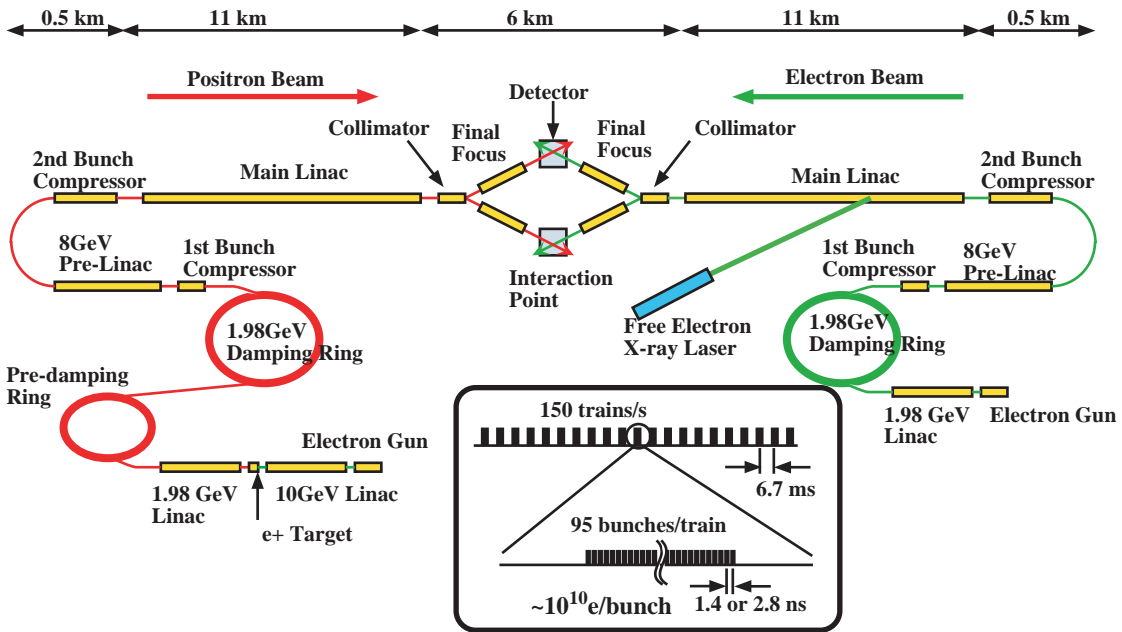 0.5 km
11 km
6 km
11 km
0.5 km
Positron Beam
Electron Beam
Detector
Collimator
Final
Focus
Final
Focus
Collimator
2nd Bunch
Compressor
Main Linac
Main Linac
2nd Bunch
Compressor
8GeV
Pre-Linac
1st Bunch
Compressor
Interaction
Point
1st Bunch
Compressor
8GeV
Pre-Linac
1.98GeV
Damping Ring
Free Electron
X-ray Laser
1.98GeV
Damping Ring
Pre-damping
Ring
1.98 GeV
Linac
Electron Gun
Electron Gun
1.98 GeV
Linac
10GeV Linac
e+ Target
150 trains/s
6.7 ms
95 bunches/train
~10¹⁰e/bunch
1.4 or 2.8 ns